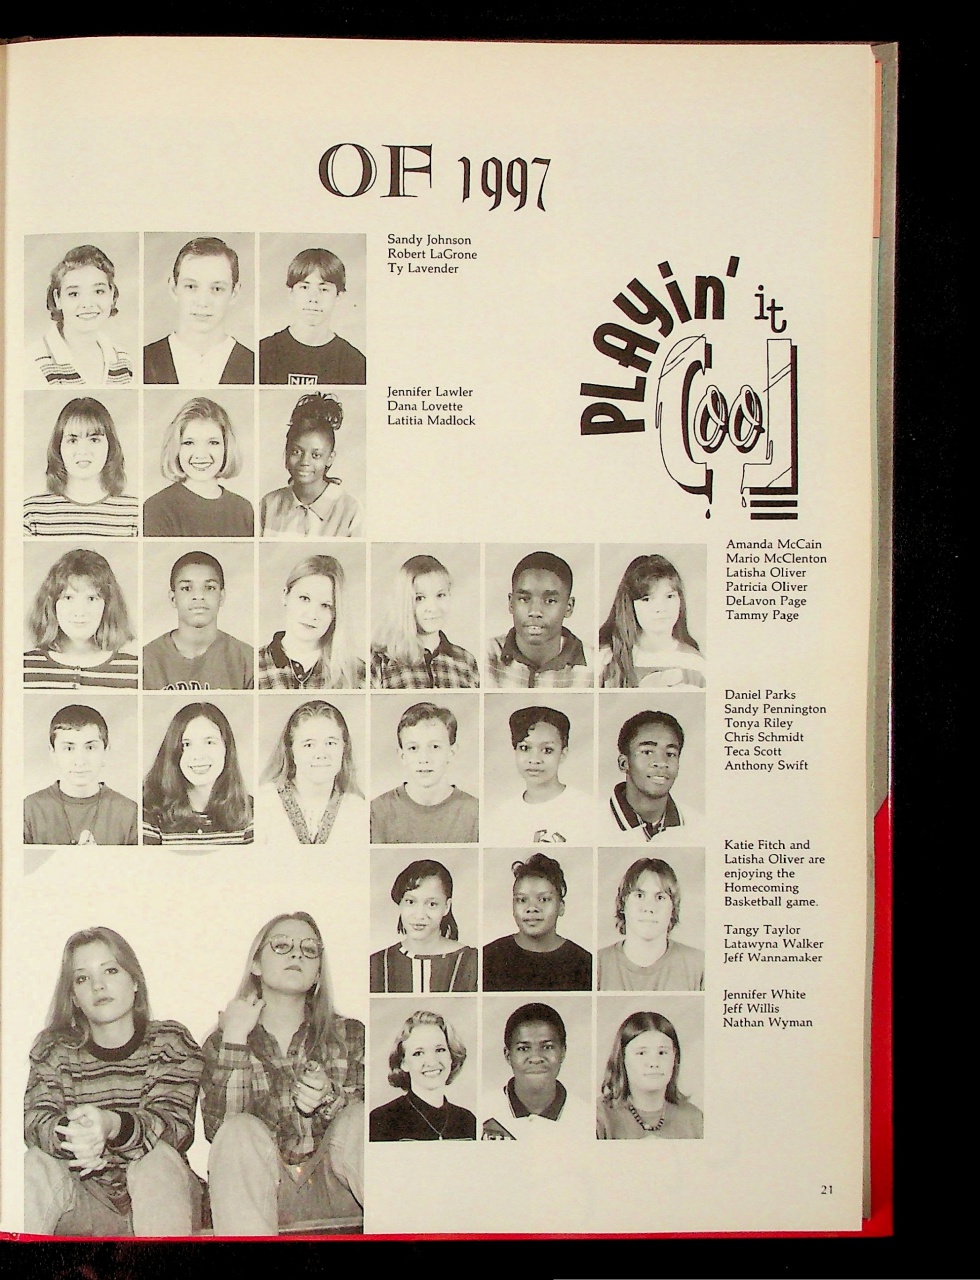 OF 1997
Sandy Johnson
Robert LaGrone
Ty Lavender
PLAyin' it
CooL
Jennifer Lawler
Dana Lovette
Latitia Madlock
Amanda McCain
Mario McClenton
Latisha Oliver
Patricia Oliver
DeLavon Page
Tammy Page
Daniel Parks
Sandy Pennington
Tonya Riley
Chris Schmidt
Teca Scott
Anthony Swift
Katie Fitch and
Latisha Oliver are
enjoying the
Homecoming
Basketball game.
Tangy Taylor
Latawyna Walker
Jeff Wannamaker
Jennifer White
Jeff Willis
Nathan Wyman
21